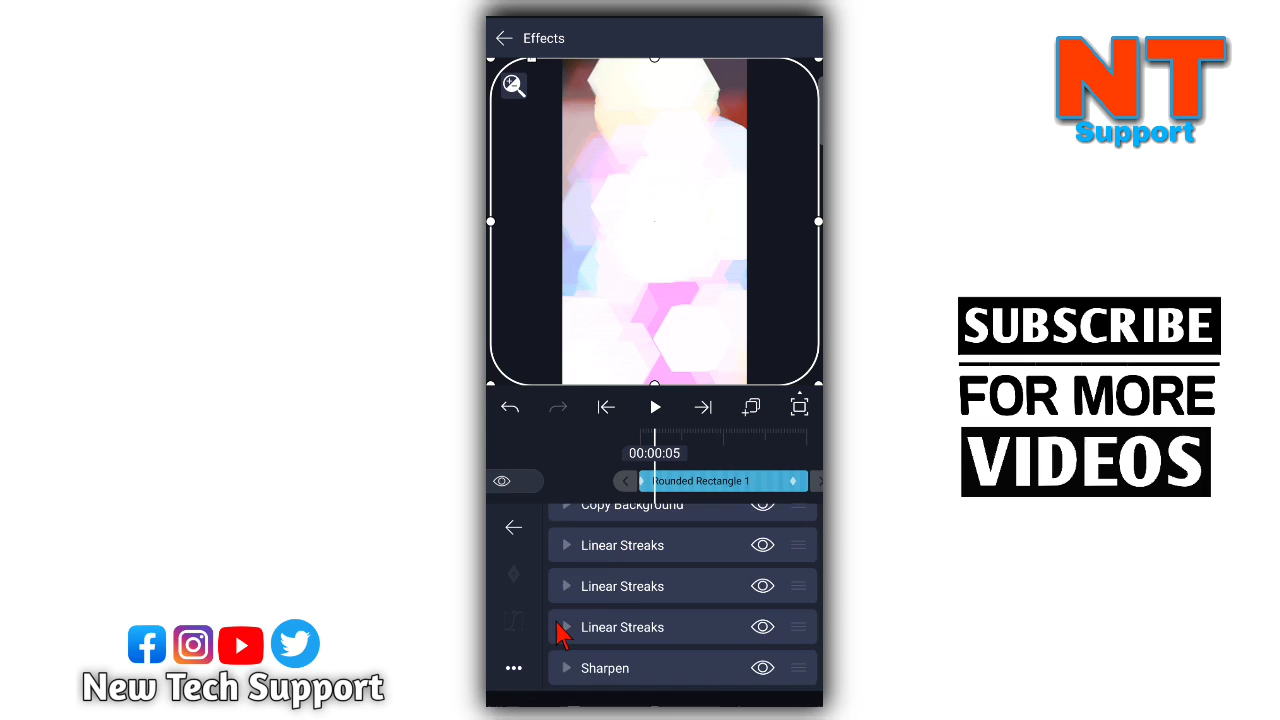 Effects
NT
Support
00:00:05
Rounded Rectangle 1
Copy Background
Linear Streaks
Linear Streaks
Linear Streaks
Sharpen
SUBSCRIBE
FOR MORE
VIDEOS
New Tech Support